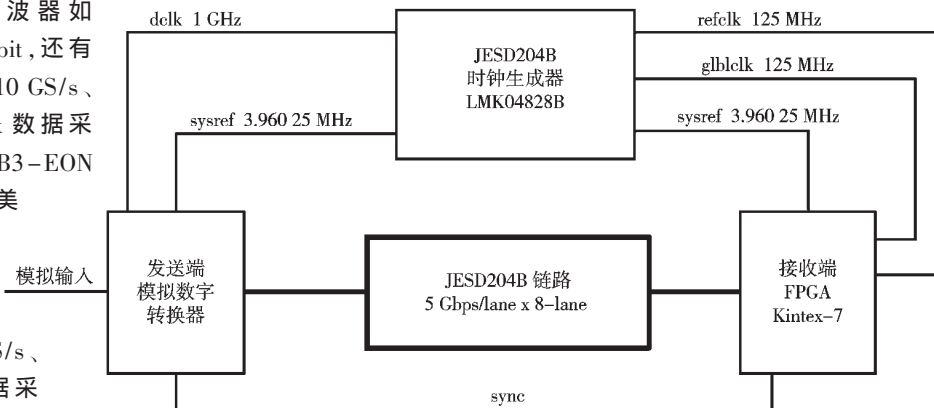 波器如
bit,还有
10 GS/s、
数据采
B3-EON
美
S/s、
据采
dclk 1 GHz
refclk 125 MHz
JESD204B
时钟生成器
LMK04828B
glblclk 125 MHz
sysref 3.960 25 MHz
sysref 3.960 25 MHz
模拟输入
发送端
模拟数字
转换器
JESD204B 链路
5 Gbps/lane x 8-lane
接收端
FPGA
Kintex-7
sync